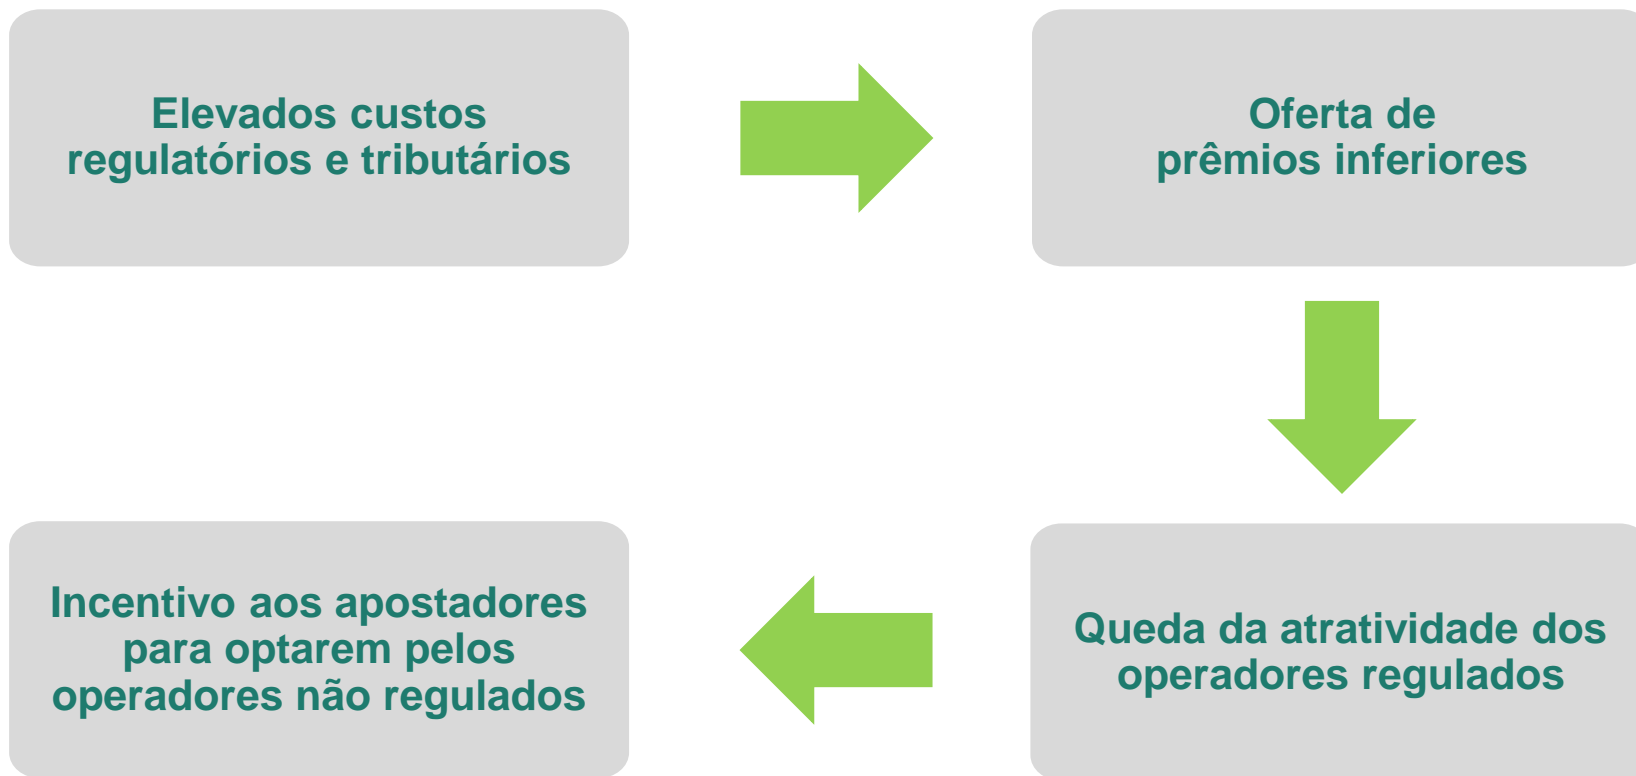 Elevados custos
regulatórios e tributários
Oferta de
prêmios inferiores
Queda da atratividade dos
operadores regulados
Incentivo aos apostadores
para optarem pelos
operadores não regulados